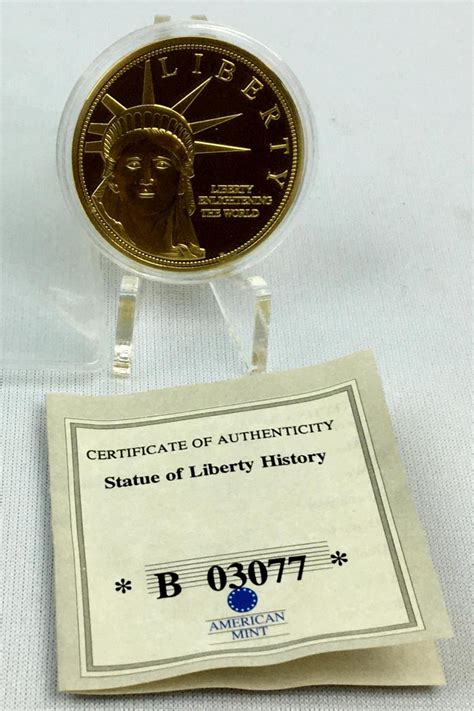 LIBERTY
LIBERTY
ENLIGHTENING
THE WORLD
CERTIFICATE OF AUTHENTICITY
Statue of Liberty History
* B 03077 *
AMERICAN
MINT